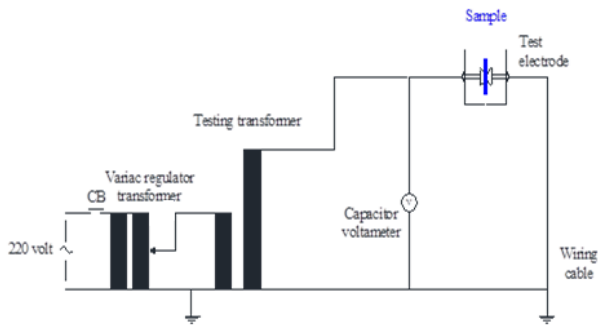 Sample
Test
electrode
Testing transformer
Variac regulator
transformer
CB
220 volt
Capacitor
voltameter
V
Wiring
cable